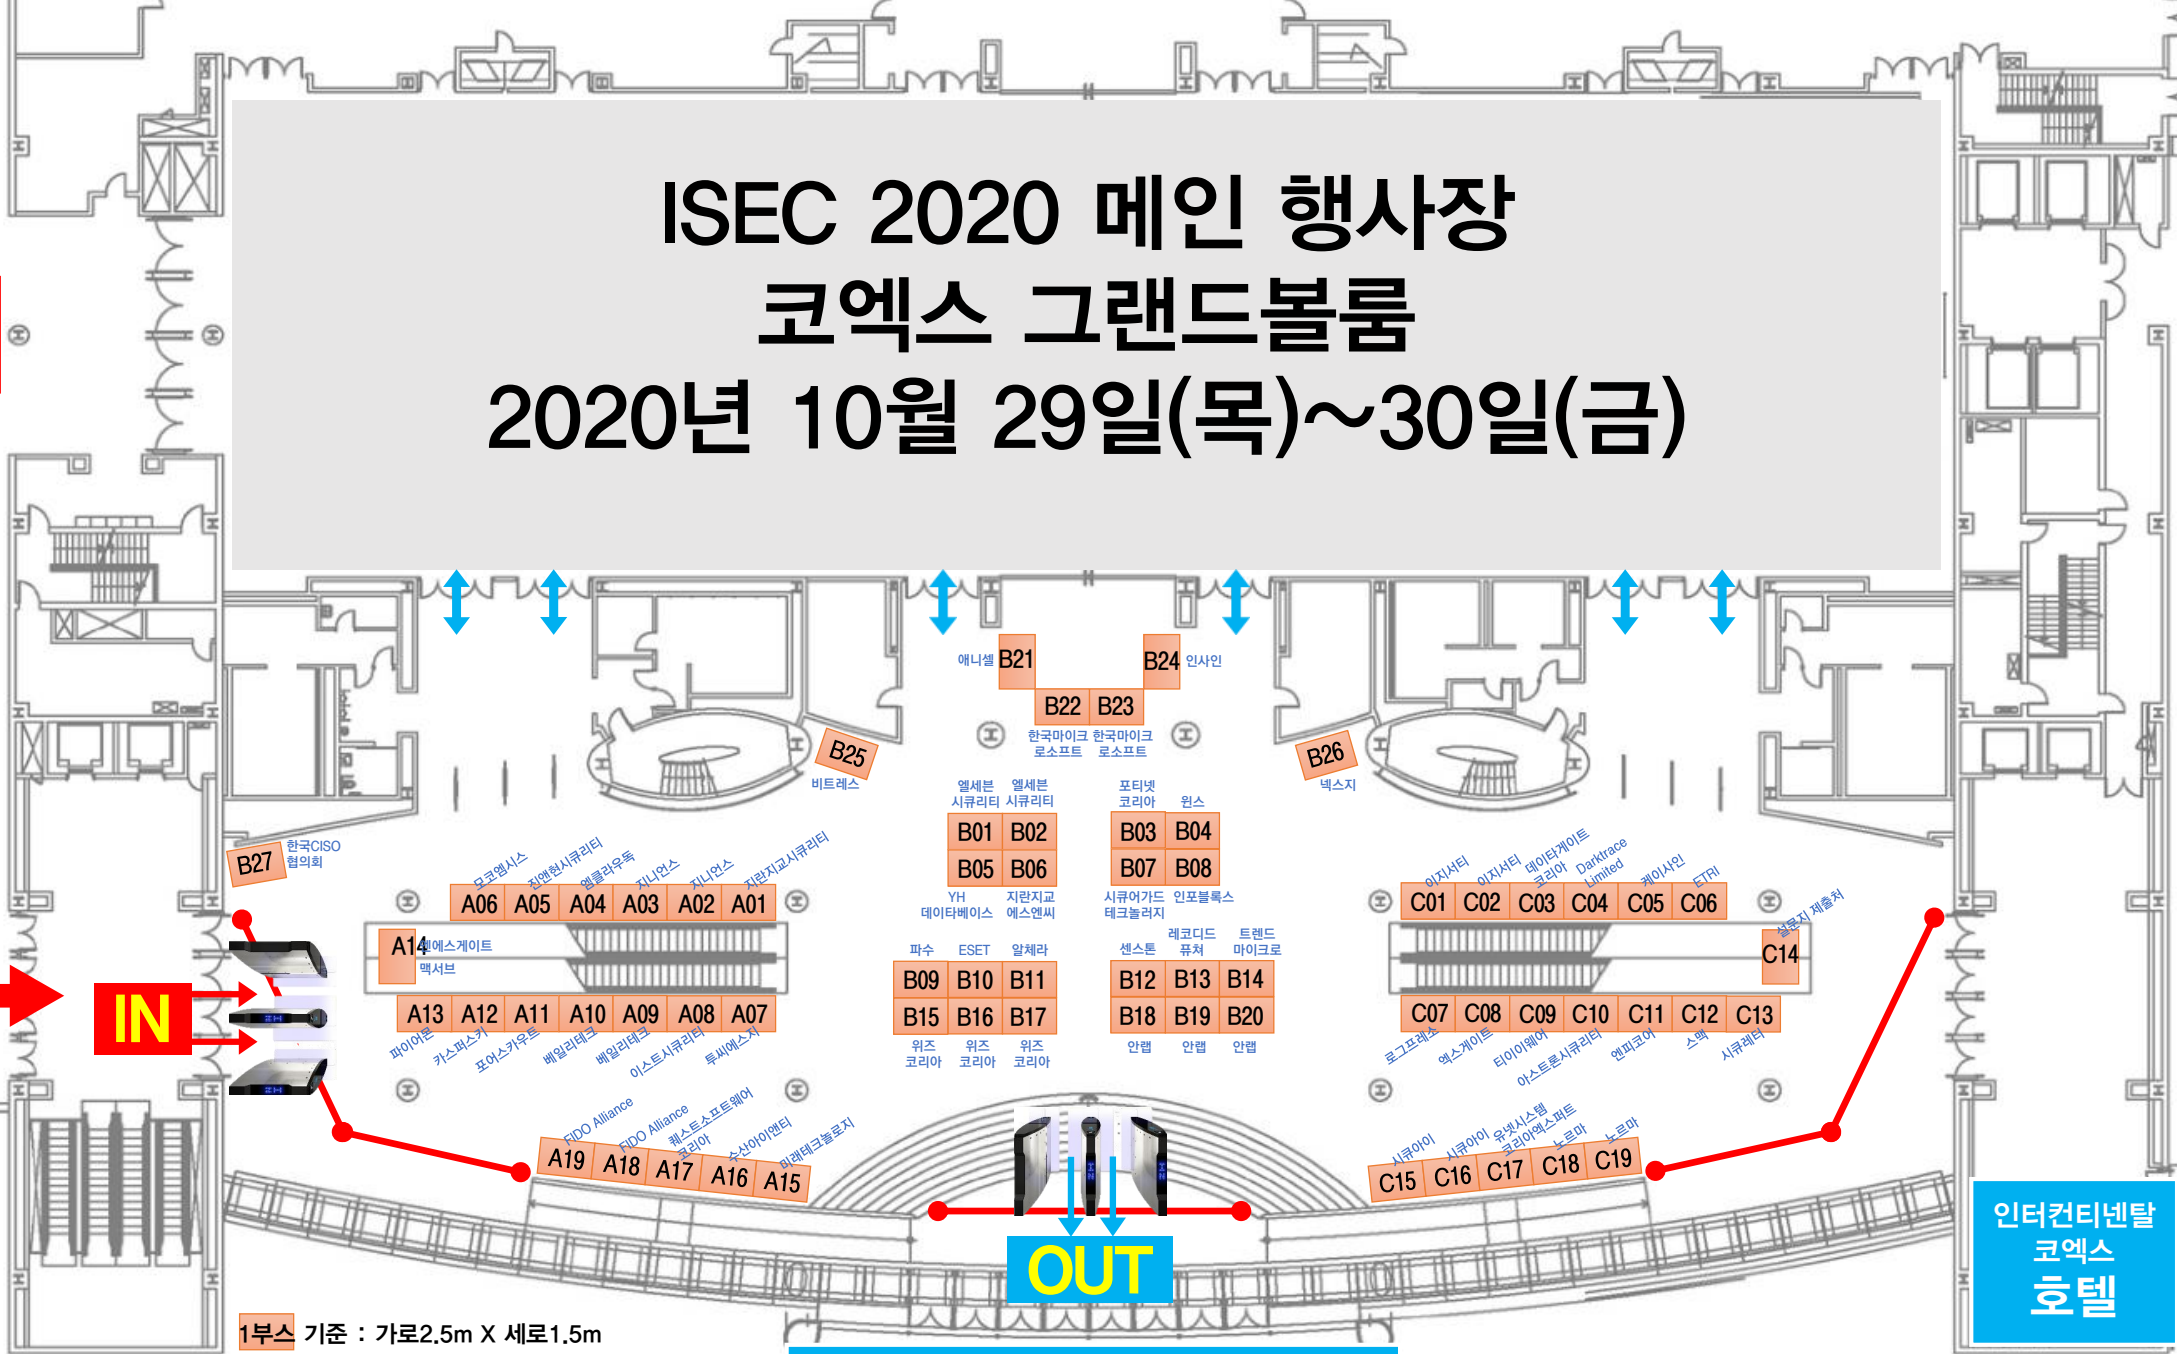 ISEC 2020 메인 행사장
코엑스 그랜드볼룸
2020년 10월 29일(목)~30일(금)
애니셀 B21
B24 인사인
B22 B23
한국마이크로소프트
한국마이크로소프트
B25
비트레스
B26
넥스지
엘세븐
시큐리티
엘세븐
시큐리티
포티넷
코리아
윈스
B01 B02
B03 B04
B05 B06
B07 B08
YH
데이타베이스
지란지교
에스엔씨
시큐어가드
테크놀러지
인포블록스
B27
한국CISO
협의회
모코엠시스
진앤현시큐리티
엠클라우독
지니언스
지니언스
지란지교시큐리티
A06 A05 A04 A03 A02 A01
이지서티
이지서티
데이타게이트
코리아
Darktrace
Limited
케이사인
ETRI
C01 C02 C03 C04 C05 C06
A14
펜에스게이트
맥서브
파수
ESET
알체라
센스톤
레코디드
퓨쳐
트렌드
마이크로
설문지 제출처
C14
B09 B10 B11
B12 B13 B14
B15 B16 B17
B18 B19 B20
위즈
코리아
위즈
코리아
위즈
코리아
안랩
안랩
안랩
IN
A13 A12 A11 A10 A09 A08 A07
파이어몬
카스퍼스키
포어스카우트
베일리테크
베일리테크
이스트시큐리티
투씨에스지
C07 C08 C09 C10 C11 C12 C13
로그프레소
엑스게이트
티아이웨어
아스트론시큐리티
엔피코어
스팩
시큐레터
FIDO Alliance
FIDO Alliance
퀘스트소프트웨어
코리아
수산아이앤티
미래테크놀로지
A19 A18 A17 A16 A15
시큐아이
시큐아이
유넷시스템
코리아엑스퍼트
노르마
노르마
C15 C16 C17 C18 C19
OUT
인터컨티넨탈
코엑스
호텔
1부스 기준 : 가로2.5m X 세로1.5m